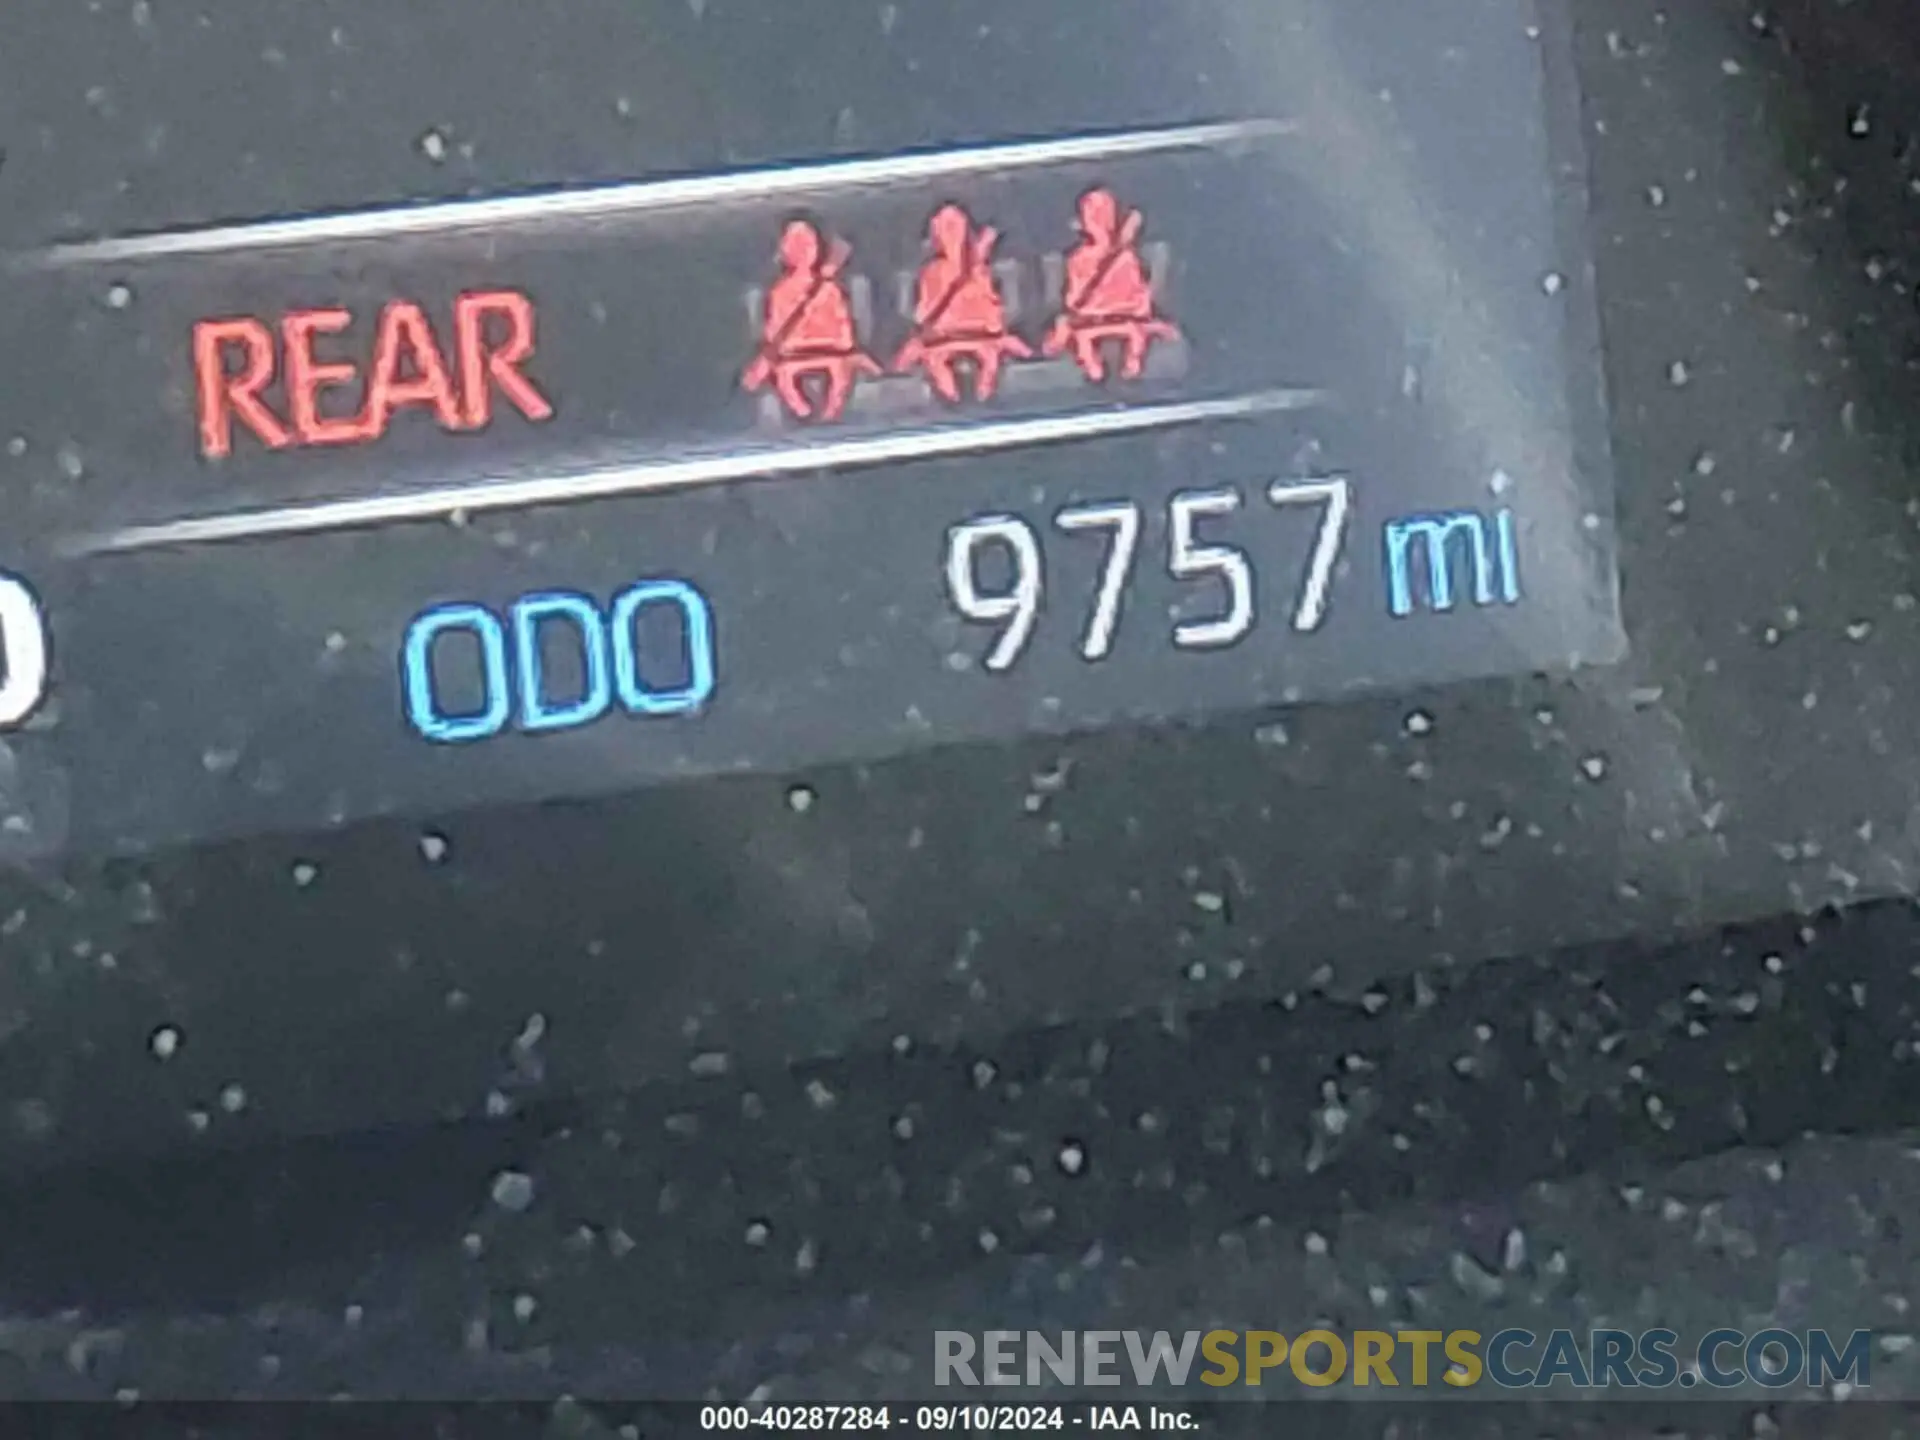 REAR
ODO 9757 mi
RENEWSPORTSCARS.COM
000-40287284 - 09/10/2024 - IAA Inc.